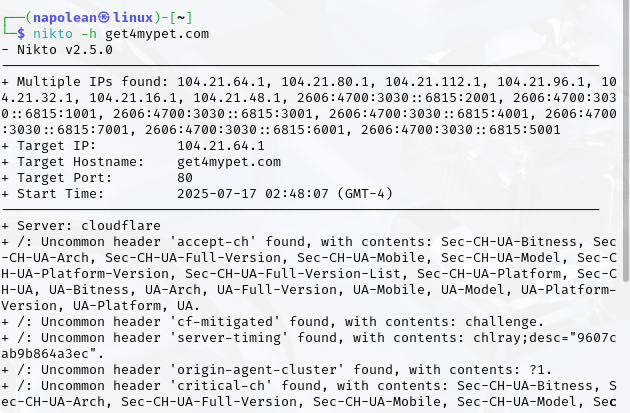 ┌──(napolean㉿linux)-[~]
└─$ nikto -h get4mypet.com
- Nikto v2.5.0
---------------------------------------------------------------------------
+ Multiple IPs found: 104.21.64.1, 104.21.80.1, 104.21.112.1, 104.21.96.1, 10
4.21.32.1, 104.21.16.1, 104.21.48.1, 2606:4700:3030::6815:2001, 2606:4700:303
0::6815:1001, 2606:4700:3030::6815:3001, 2606:4700:3030::6815:4001, 2606:4700
:3030::6815:7001, 2606:4700:3030::6815:6001, 2606:4700:3030::6815:5001
+ Target IP:          104.21.64.1
+ Target Hostname:    get4mypet.com
+ Target Port:        80
+ Start Time:         2025-07-17 02:48:07 (GMT-4)
---------------------------------------------------------------------------
+ Server: cloudflare
+ /: Uncommon header 'accept-ch' found, with contents: Sec-CH-UA-Bitness, Sec
-CH-UA-Arch, Sec-CH-UA-Full-Version, Sec-CH-UA-Mobile, Sec-CH-UA-Model, Sec-C
H-UA-Platform-Version, Sec-CH-UA-Full-Version-List, Sec-CH-UA-Platform, Sec-C
H-UA, UA-Bitness, UA-Arch, UA-Full-Version, UA-Mobile, UA-Model, UA-Platform-
Version, UA-Platform, UA.
+ /: Uncommon header 'cf-mitigated' found, with contents: challenge.
+ /: Uncommon header 'server-timing' found, with contents: chlray;desc="9607c
ab9b864a3ec".
+ /: Uncommon header 'origin-agent-cluster' found, with contents: ?1.
+ /: Uncommon header 'critical-ch' found, with contents: Sec-CH-UA-Bitness, S
ec-CH-UA-Arch, Sec-CH-UA-Full-Version, Sec-CH-UA-Mobile, Sec-CH-UA-Model, Sec